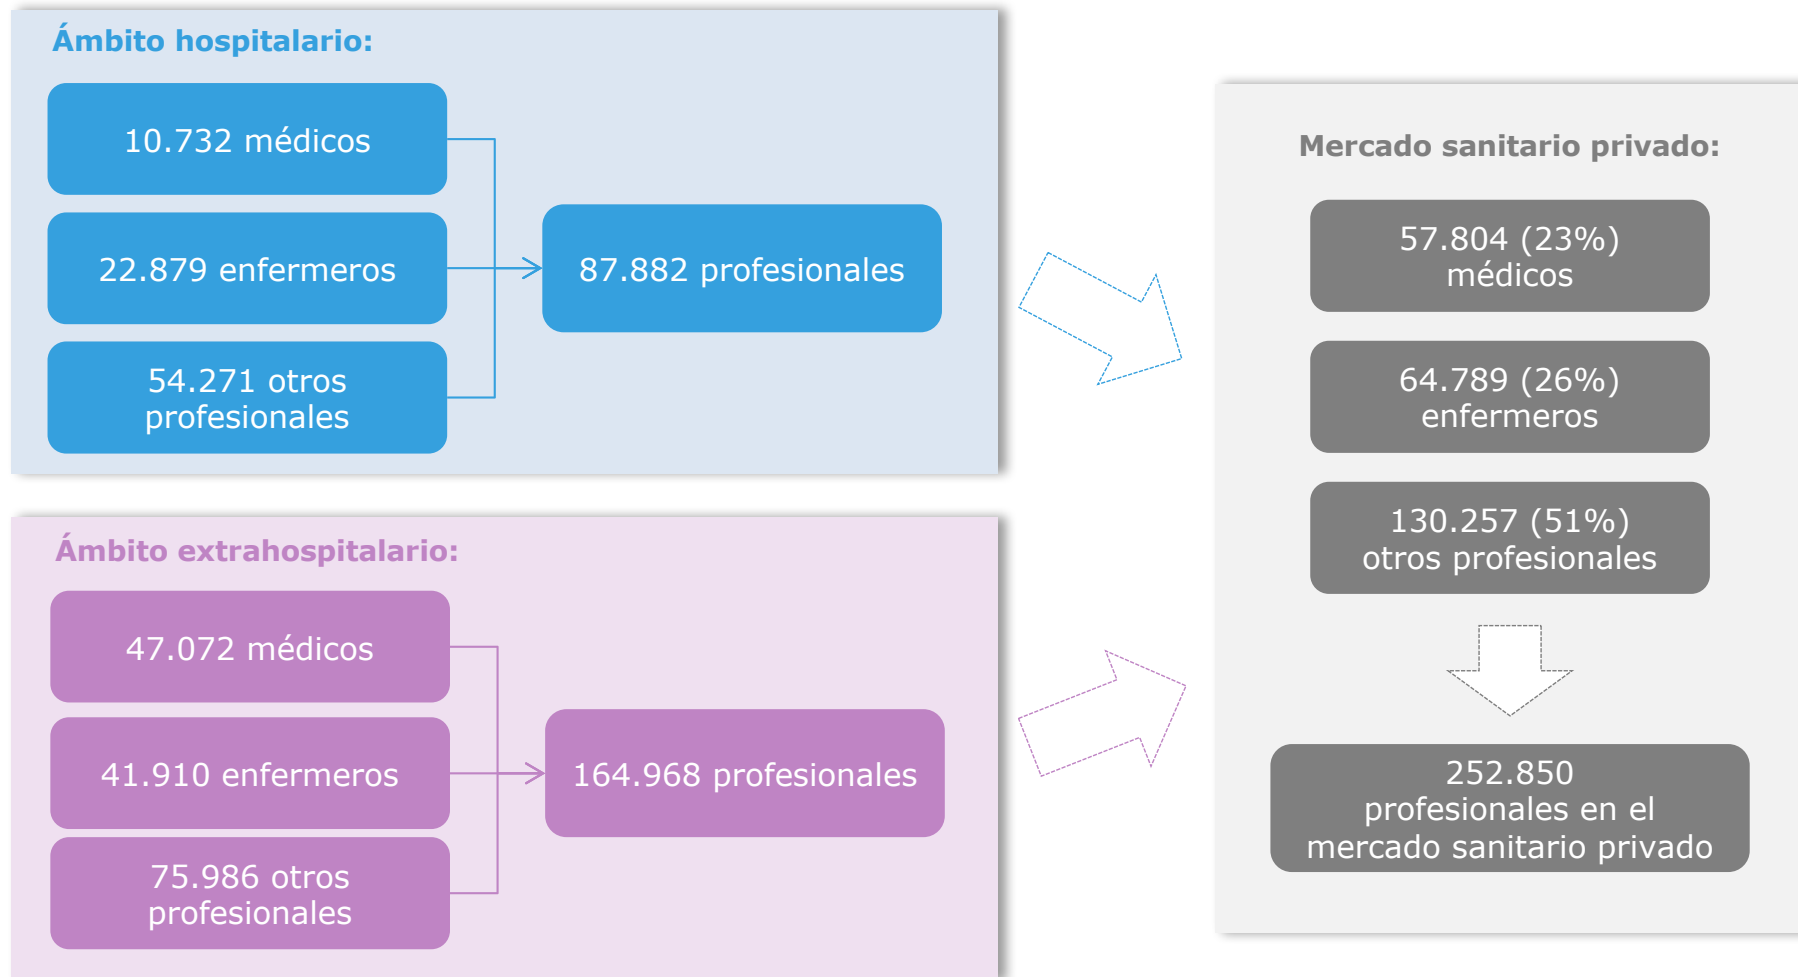 Ámbito hospitalario:
10.732 médicos
22.879 enfermeros
54.271 otros
profesionales
87.882 profesionales
Ámbito extrahospitalario:
47.072 médicos
41.910 enfermeros
75.986 otros
profesionales
164.968 profesionales
Mercado sanitario privado:
57.804 (23%)
médicos
64.789 (26%)
enfermeros
130.257 (51%)
otros profesionales
252.850
profesionales en el
mercado sanitario privado